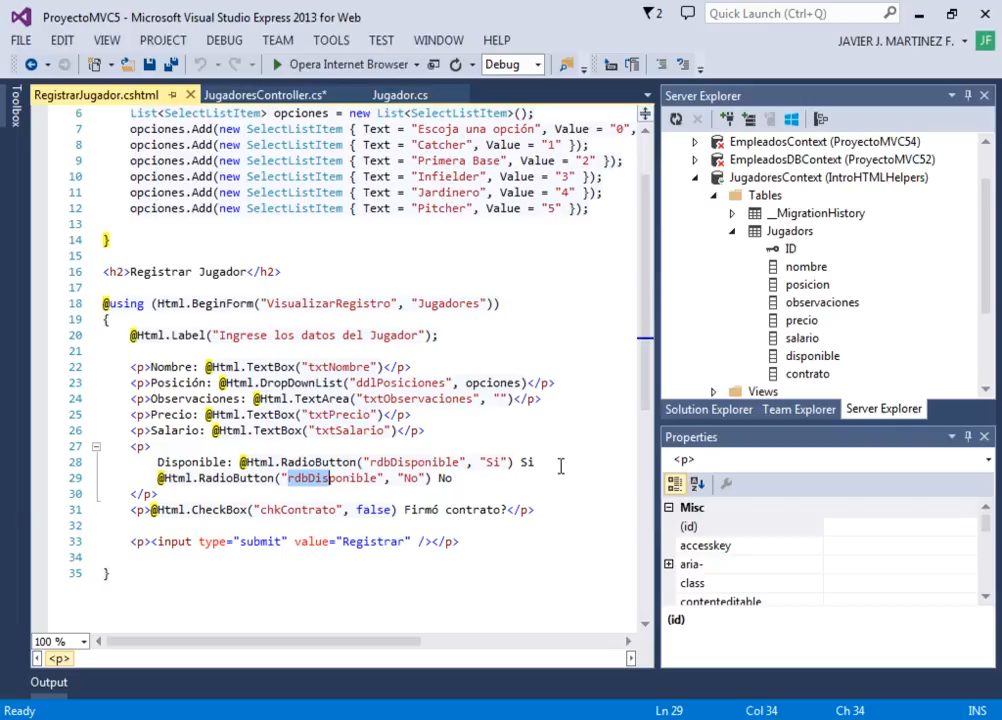 ProyectoMVC5 - Microsoft Visual Studio Express 2013 for Web
2
Quick Launch (Ctrl+Q)
FILE EDIT VIEW PROJECT DEBUG TEAM TOOLS TEST WINDOW HELP
JAVIER J. MARTINEZ F.
JF
Opera Internet Browser
Debug
Toolbox
RegistrarJugador.cshtml
JugadoresController.cs*
Jugador.cs
6 List<SelectListItem> opciones = new List<SelectListItem>();
7 opciones.Add(new SelectListItem { Text = "Escoja una opción", Value = "0",
8 opciones.Add(new SelectListItem { Text = "Catcher", Value = "1" });
9 opciones.Add(new SelectListItem { Text = "Primera Base", Value = "2" });
10 opciones.Add(new SelectListItem { Text = "Infielder", Value = "3" });
11 opciones.Add(new SelectListItem { Text = "Jardinero", Value = "4" });
12 opciones.Add(new SelectListItem { Text = "Pitcher", Value = "5" });
13
14 }
15
16 <h2>Registrar Jugador</h2>
17
18 @using (Html.BeginForm("VisualizarRegistro", "Jugadores"))
19 {
20 @Html.Label("Ingrese los datos del Jugador");
21
22 <p>Nombre: @Html.TextBox("txtNombre")</p>
23 <p>Posición: @Html.DropDownList("ddlPosiciones", opciones)</p>
24 <p>Observaciones: @Html.TextArea("txtObservaciones", "")</p>
25 <p>Precio: @Html.TextBox("txtPrecio")</p>
26 <p>Salario: @Html.TextBox("txtSalario")</p>
27 <p>
28 Disponible: @Html.RadioButton("rdbDisponible", "Si") Si
29 @Html.RadioButton("rdbDisponible", "No") No
30 </p>
31 <p>@Html.CheckBox("chkContrato", false) Firmó contrato?</p>
32
33 <p><input type="submit" value="Registrar" /></p>
34
35 }
100 %
<p>
Output
Server Explorer
EmpleadosContext (ProyectoMVC54)
EmpleadosDBContext (ProyectoMVC52)
JugadoresContext (IntroHTMLHelpers)
Tables
__MigrationHistory
Jugadors
ID
nombre
posicion
observaciones
precio
salario
disponible
contrato
Views
Solution Explorer
Team Explorer
Server Explorer
Properties
<p>
Misc
(id)
accesskey
aria-
class
contenteditable
(id)
Ready
Ln 29
Col 34
Ch 34
INS